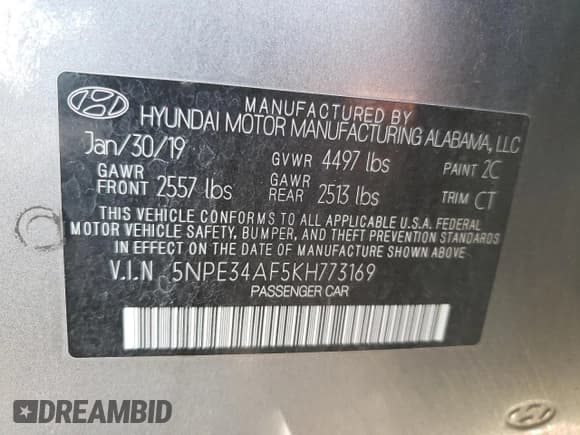 MANUFACTURED BY
HYUNDAI MOTOR MANUFACTURING ALABAMA, LLC
Jan/30/19 GVWR 4497 lbs PAINT 2C
GAWR FRONT 2557 lbs GAWR REAR 2513 lbs TRIM CT
THIS VEHICLE CONFORMS TO ALL APPLICABLE U.S.A. FEDERAL
MOTOR VEHICLE SAFETY, BUMPER, AND THEFT PREVENTION STANDARDS
IN EFFECT ON THE DATE OF MANUFACTURE SHOWN ABOVE
V.I.N 5NPE34AF5KH773169
PASSENGER CAR
DREAMBID